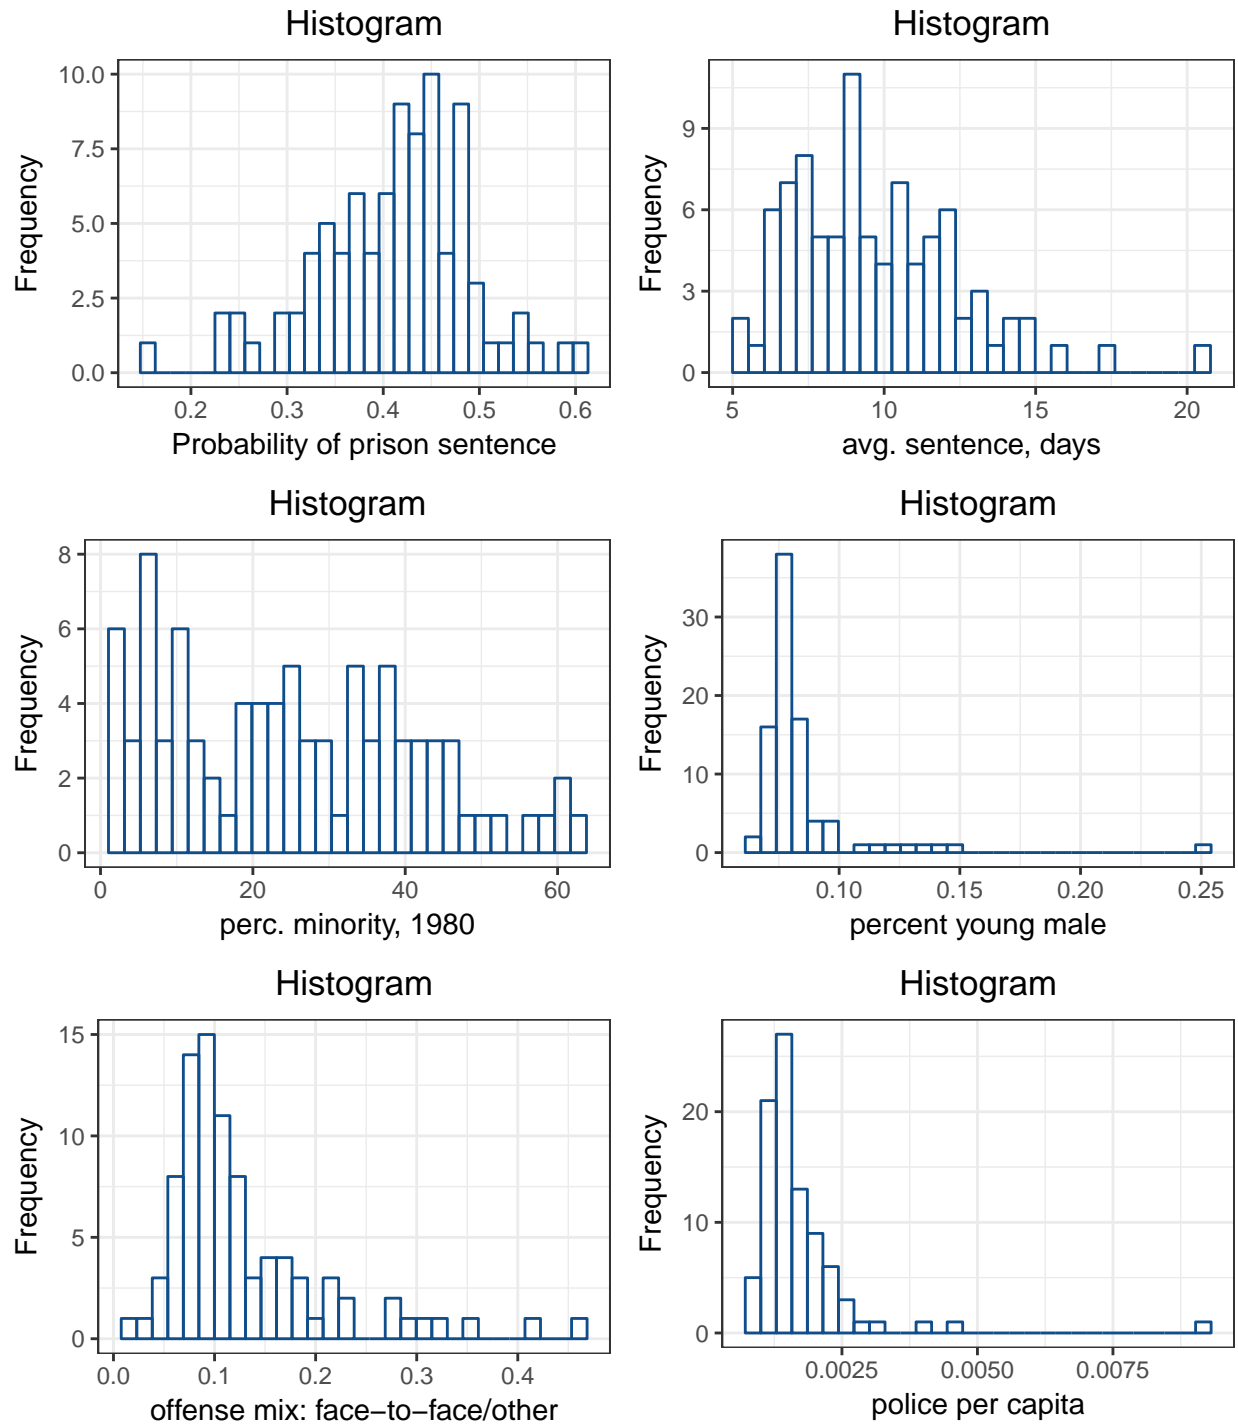 Histogram
Frequency
10.0
7.5
5.0
2.5
0.0
0.2 0.3 0.4 0.5 0.6
Probability of prison sentence
Histogram
Frequency
9
6
3
0
5 10 15 20
avg. sentence, days
Histogram
Frequency
8
6
4
2
0
0 20 40 60
perc. minority, 1980
Histogram
Frequency
30
20
10
0
0.10 0.15 0.20 0.25
percent young male
Histogram
Frequency
15
10
5
0
0.0 0.1 0.2 0.3 0.4
offense mix: face−to−face/other
Histogram
Frequency
20
10
0
0.0025 0.0050 0.0075
police per capita